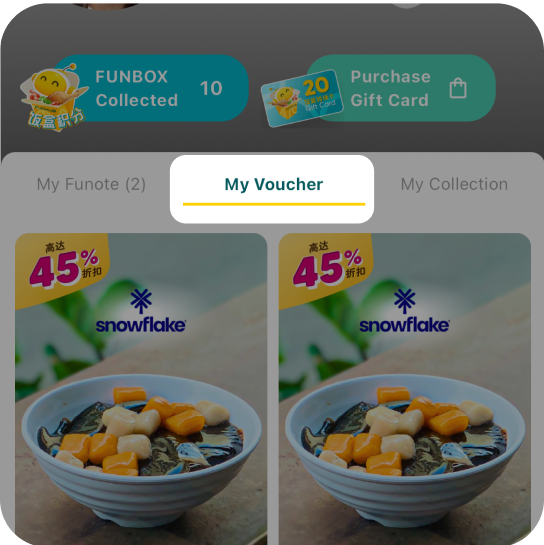 FUNBOX
Collected
10
饭盒积分
20
Gift Card
Purchase
Gift Card
My Funote (2)
My Voucher
My Collection
高达
45%
折扣
snowflake
高达
45%
折扣
snowflake